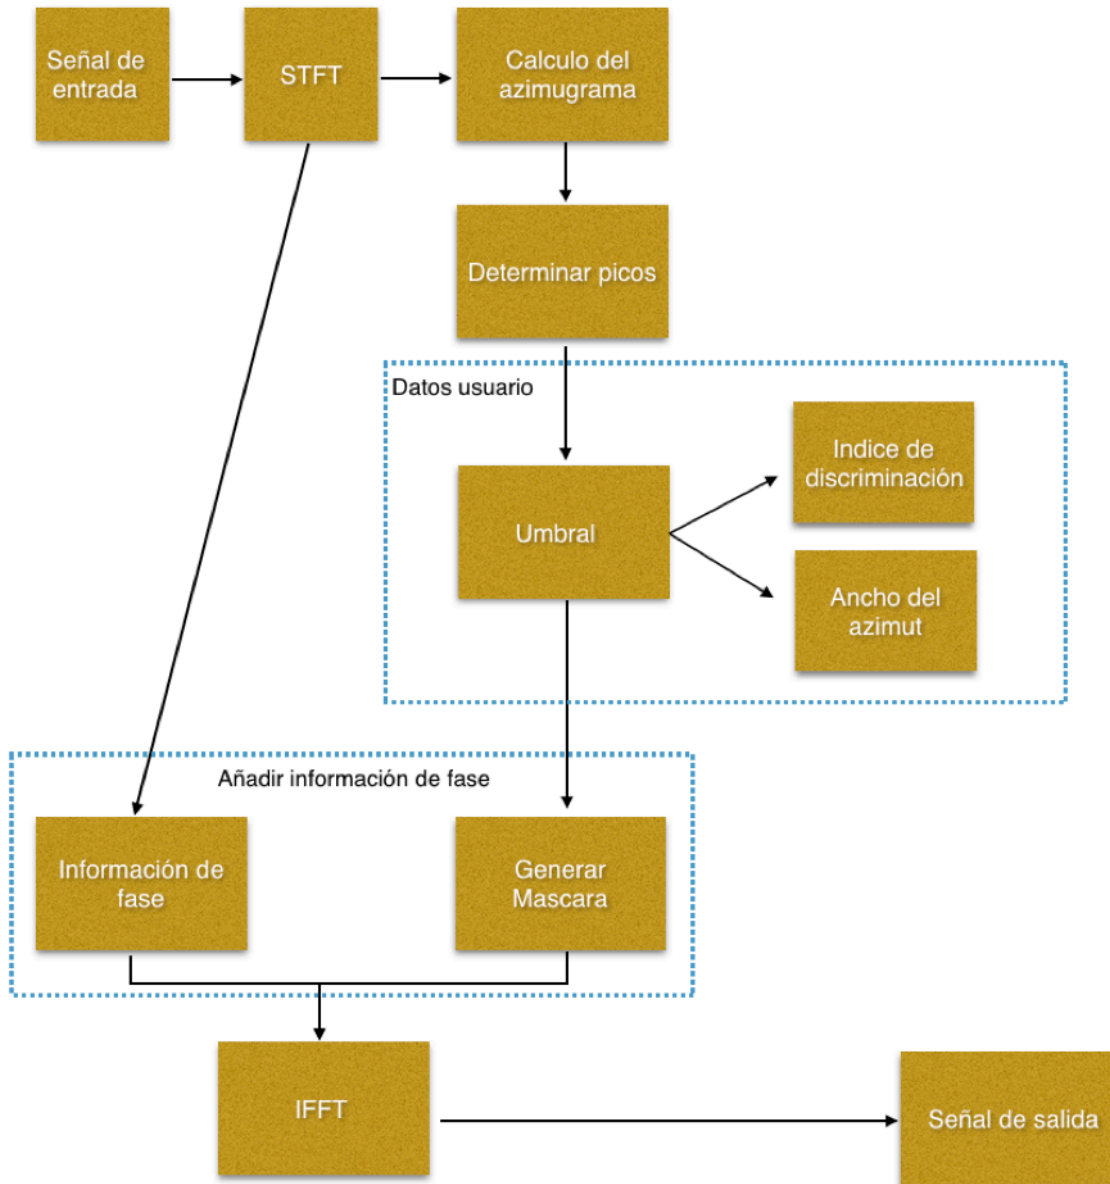 Señal de
entrada
STFT
Calculo del
azimugrama
Determinar picos
Datos usuario
Indice de
discriminación
Umbral
Ancho del
azimut
Añadir información de fase
Información de
fase
Generar
Mascara
IFFT
Señal de salida